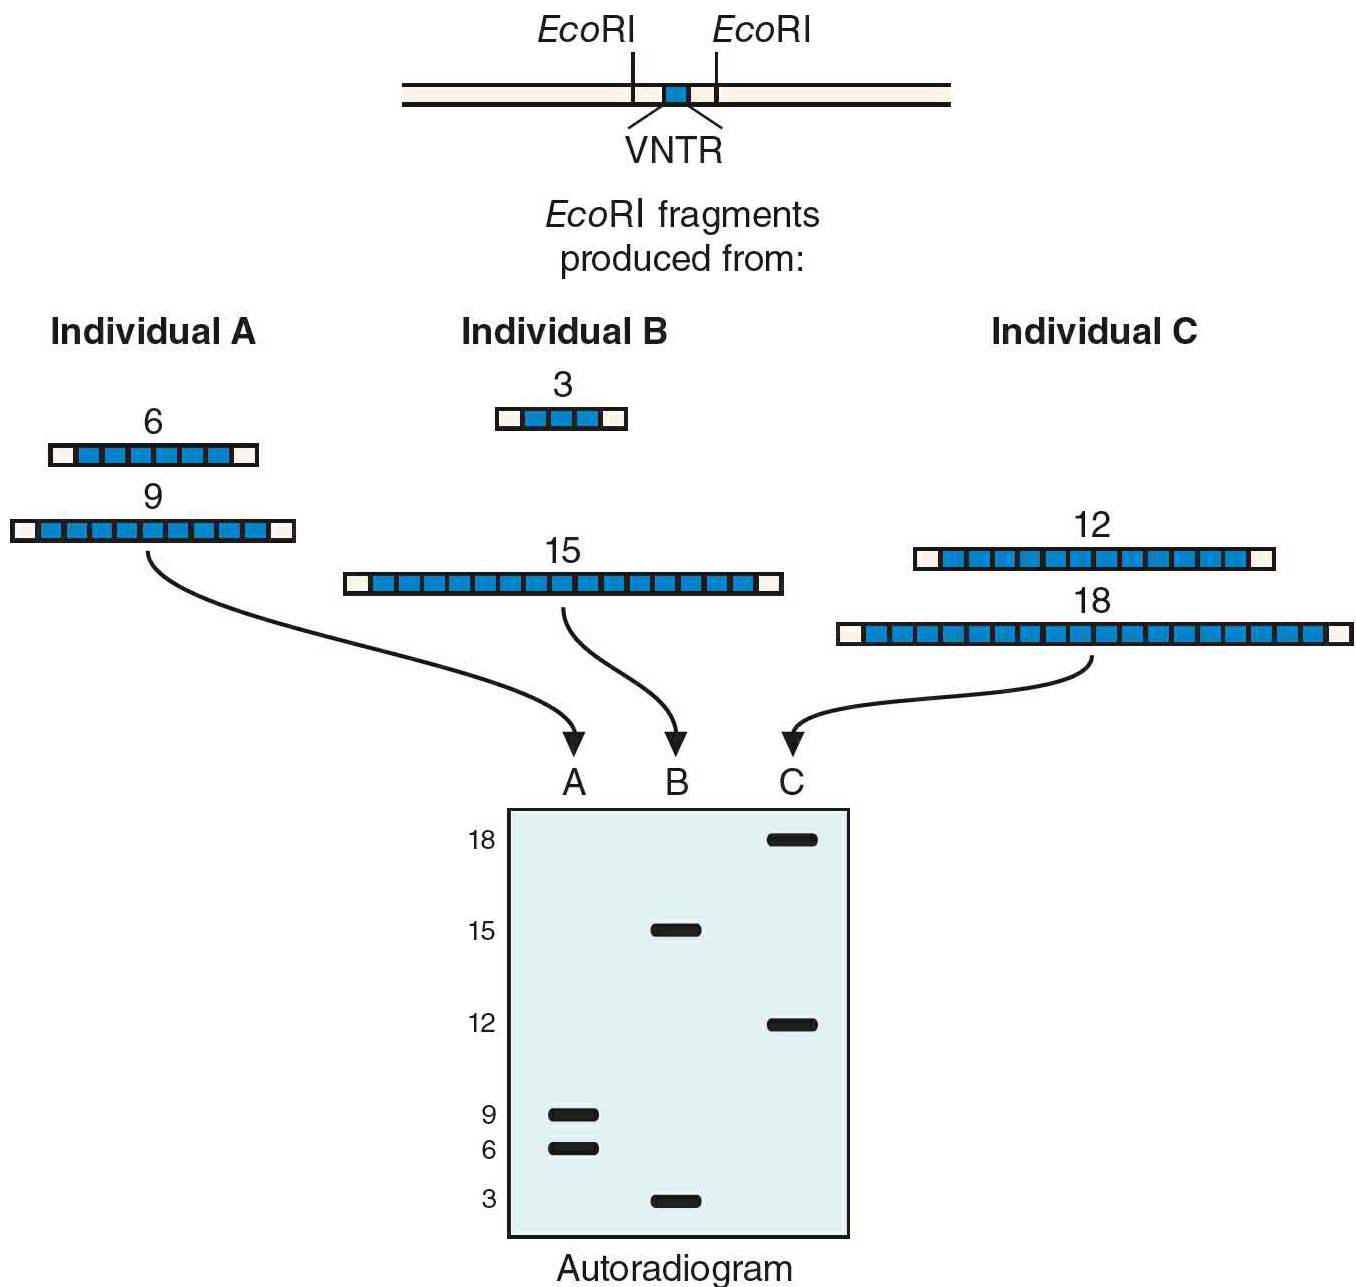 EcoRI EcoRI
VNTR
EcoRI fragments
produced from:
Individual A Individual B Individual C
3
6
9
12
15
18
A B C
18
15
12
9
6
3
Autoradiogram